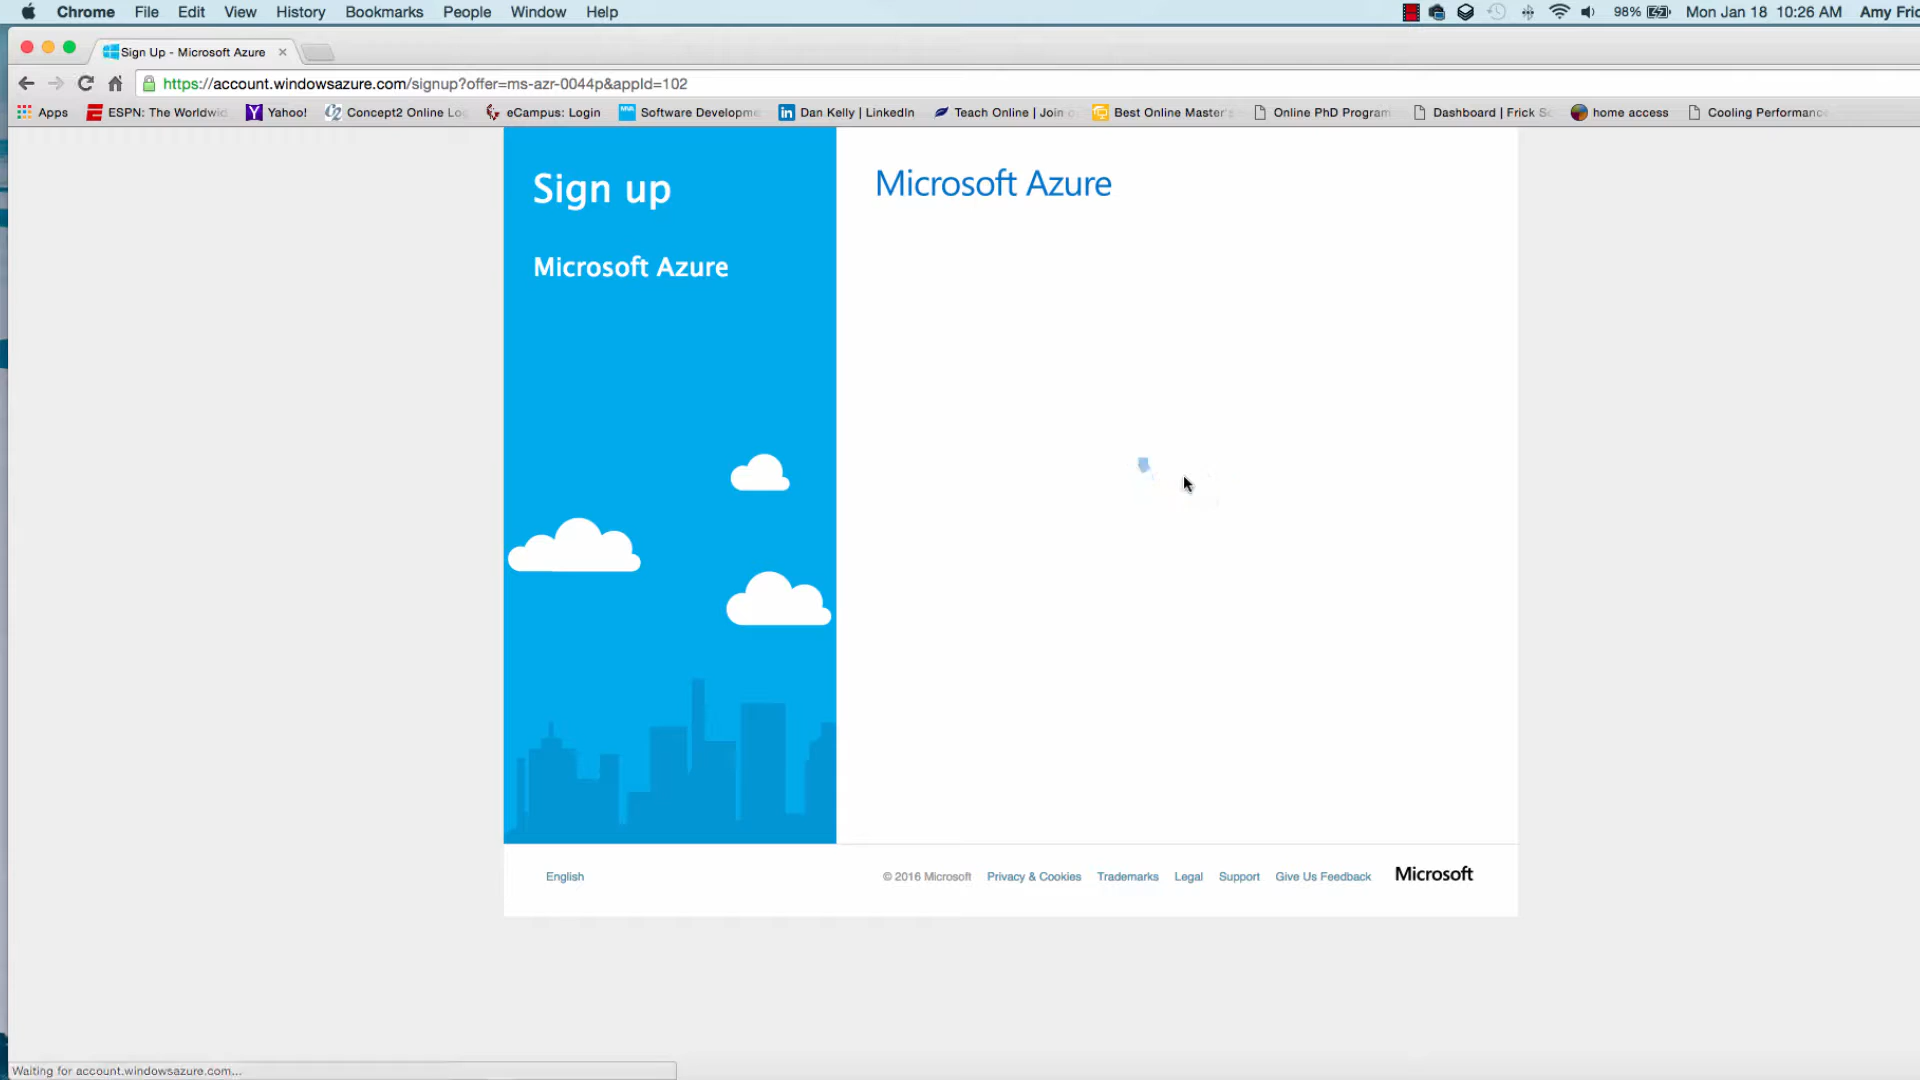 Chrome File Edit View History Bookmarks People Window Help 98% Mon Jan 18 10:26 AM Amy Fric
Sign Up - Microsoft Azure
https://account.windowsazure.com/signup?offer=ms-azr-0044p&appId=102
Apps ESPN: The Worldwid Yahoo! Concept2 Online Lo eCampus: Login Software Developme Dan Kelly | LinkedIn Teach Online | Join Best Online Master's Online PhD Program Dashboard | Frick S home access Cooling Performanc
Sign up
Microsoft Azure
Microsoft Azure
English
© 2016 Microsoft Privacy & Cookies Trademarks Legal Support Give Us Feedback Microsoft
Waiting for account.windowsazure.com...